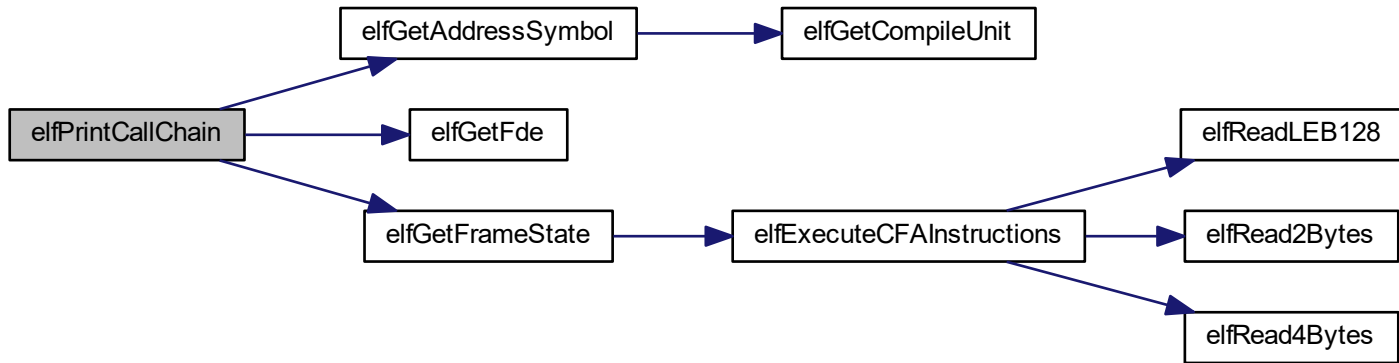 elfGetAddressSymbol
elfGetCompileUnit
elfPrintCallChain
elfGetFde
elfReadLEB128
elfGetFrameState
elfExecuteCFAInstructions
elfRead2Bytes
elfRead4Bytes